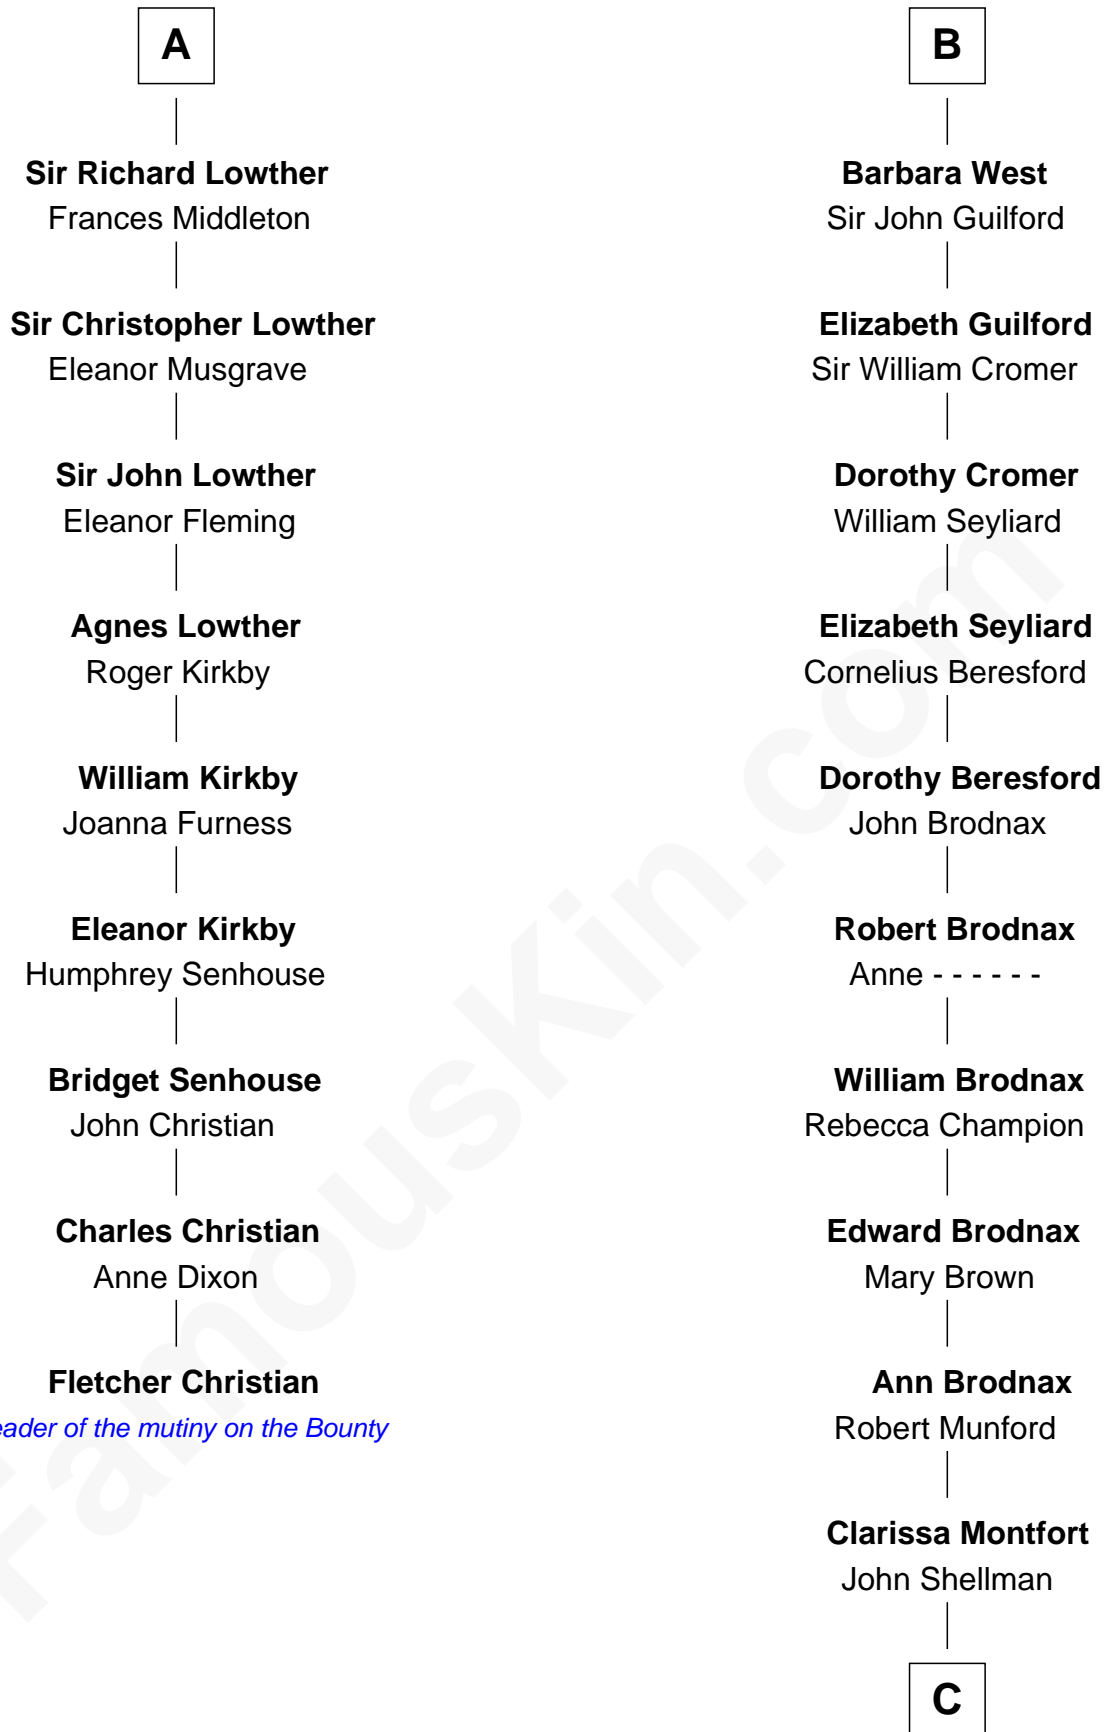 A
Sir Richard Lowther
Frances Middleton
Sir Christopher Lowther
Eleanor Musgrave
Sir John Lowther
Eleanor Fleming
Agnes Lowther
Roger Kirkby
William Kirkby
Joanna Furness
Eleanor Kirkby
Humphrey Senhouse
Bridget Senhouse
John Christian
Charles Christian
Anne Dixon
Fletcher Christian
eader of the mutiny on the Bounty
B
Barbara West
Sir John Guilford
Elizabeth Guilford
Sir William Cromer
Dorothy Cromer
William Seyliard
Elizabeth Seyliard
Cornelius Beresford
Dorothy Beresford
John Brodnax
Robert Brodnax
Anne - - - - - -
William Brodnax
Rebecca Champion
Edward Brodnax
Mary Brown
Ann Brodnax
Robert Munford
Clarissa Montfort
John Shellman
C
FamousKin.com